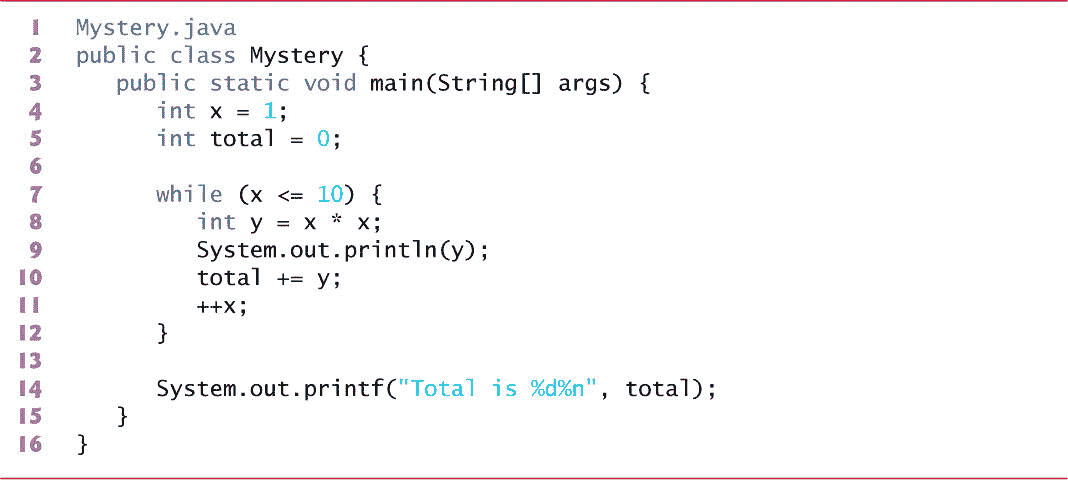 1 Mystery.java
2 public class Mystery {
3    public static void main(String[] args) {
4       int x = 1;
5       int total = 0;
6
7       while (x <= 10) {
8          int y = x * x;
9          System.out.println(y);
10          total += y;
11          ++x;
12       }
13
14       System.out.printf("Total is %d%n", total);
15    }
16 }